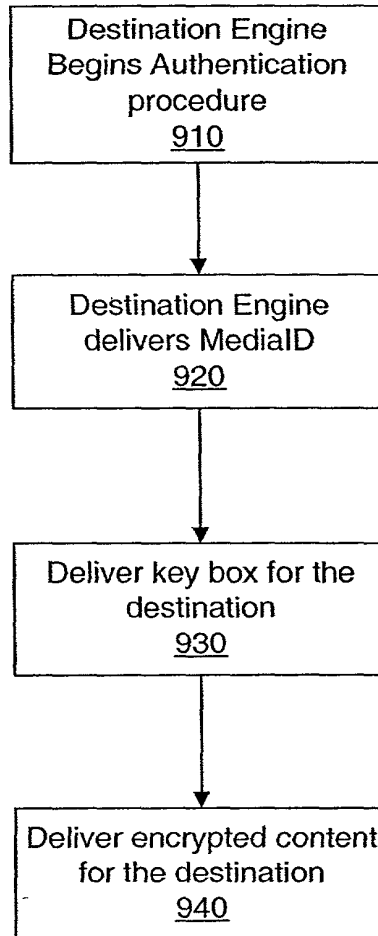 Destination Engine
Begins Authentication
procedure
910
Destination Engine
delivers MediaID
920
Deliver key box for the
destination
930
Deliver encrypted content
for the destination
940